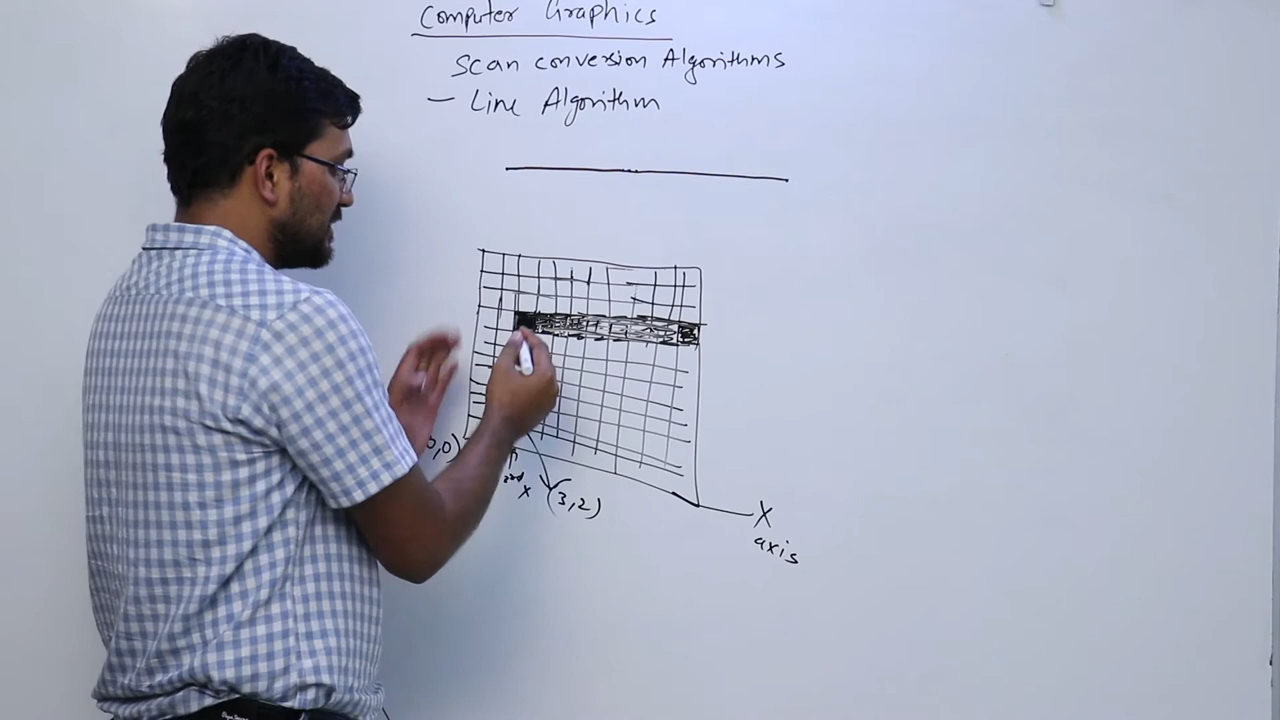 Computer Graphics
Scan conversion Algorithms
- Line Algorithm
0,0)
x
(3,2)
X
axis